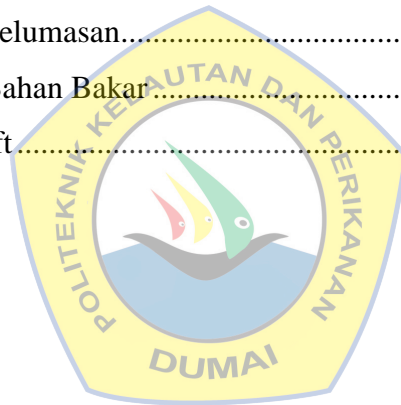 elumasan..................................
ahan Bakar................................
ft.................................................
POLITEKNIK KELAUTAN DAN PERIKANAN
DUMAI